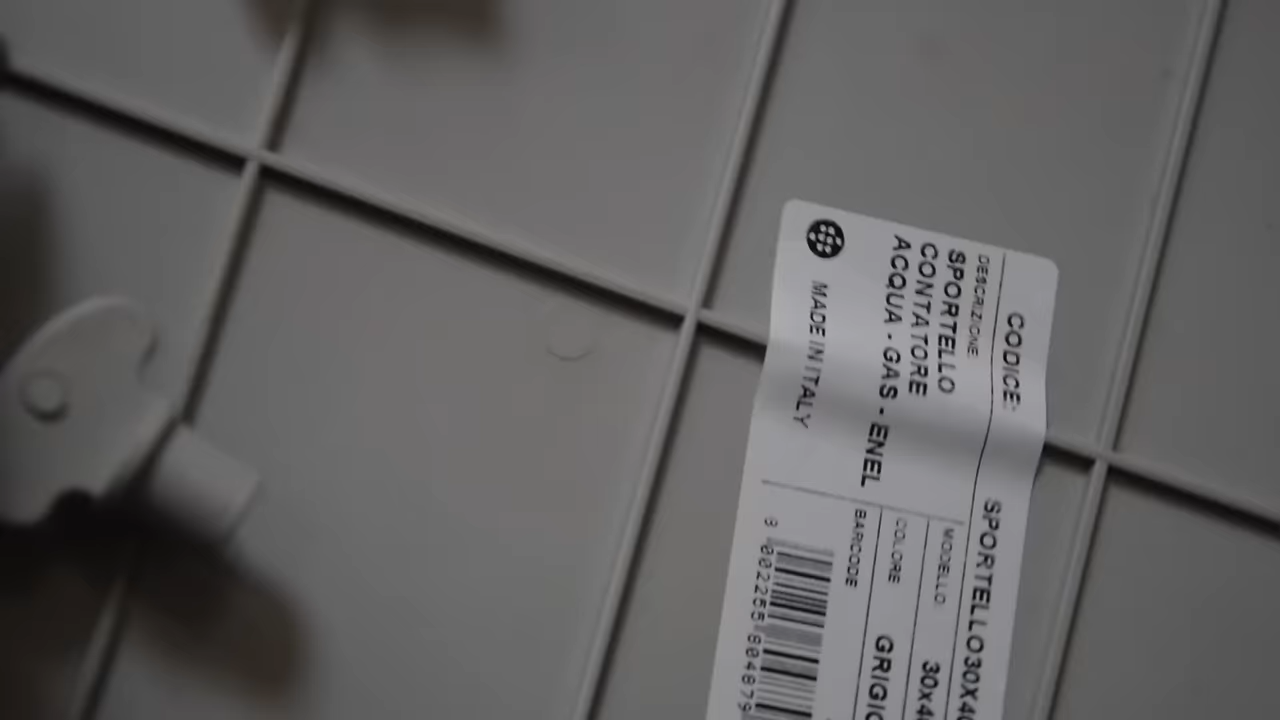 CODICE: SPORTELLO30X40
DESCRIZIONE:
SPORTELLO
CONTATORE
ACQUA - GAS - ENEL
MADE IN ITALY
MODELLO: 30x4
COLORE GRIGIO
BARCODE
8 002255 804879